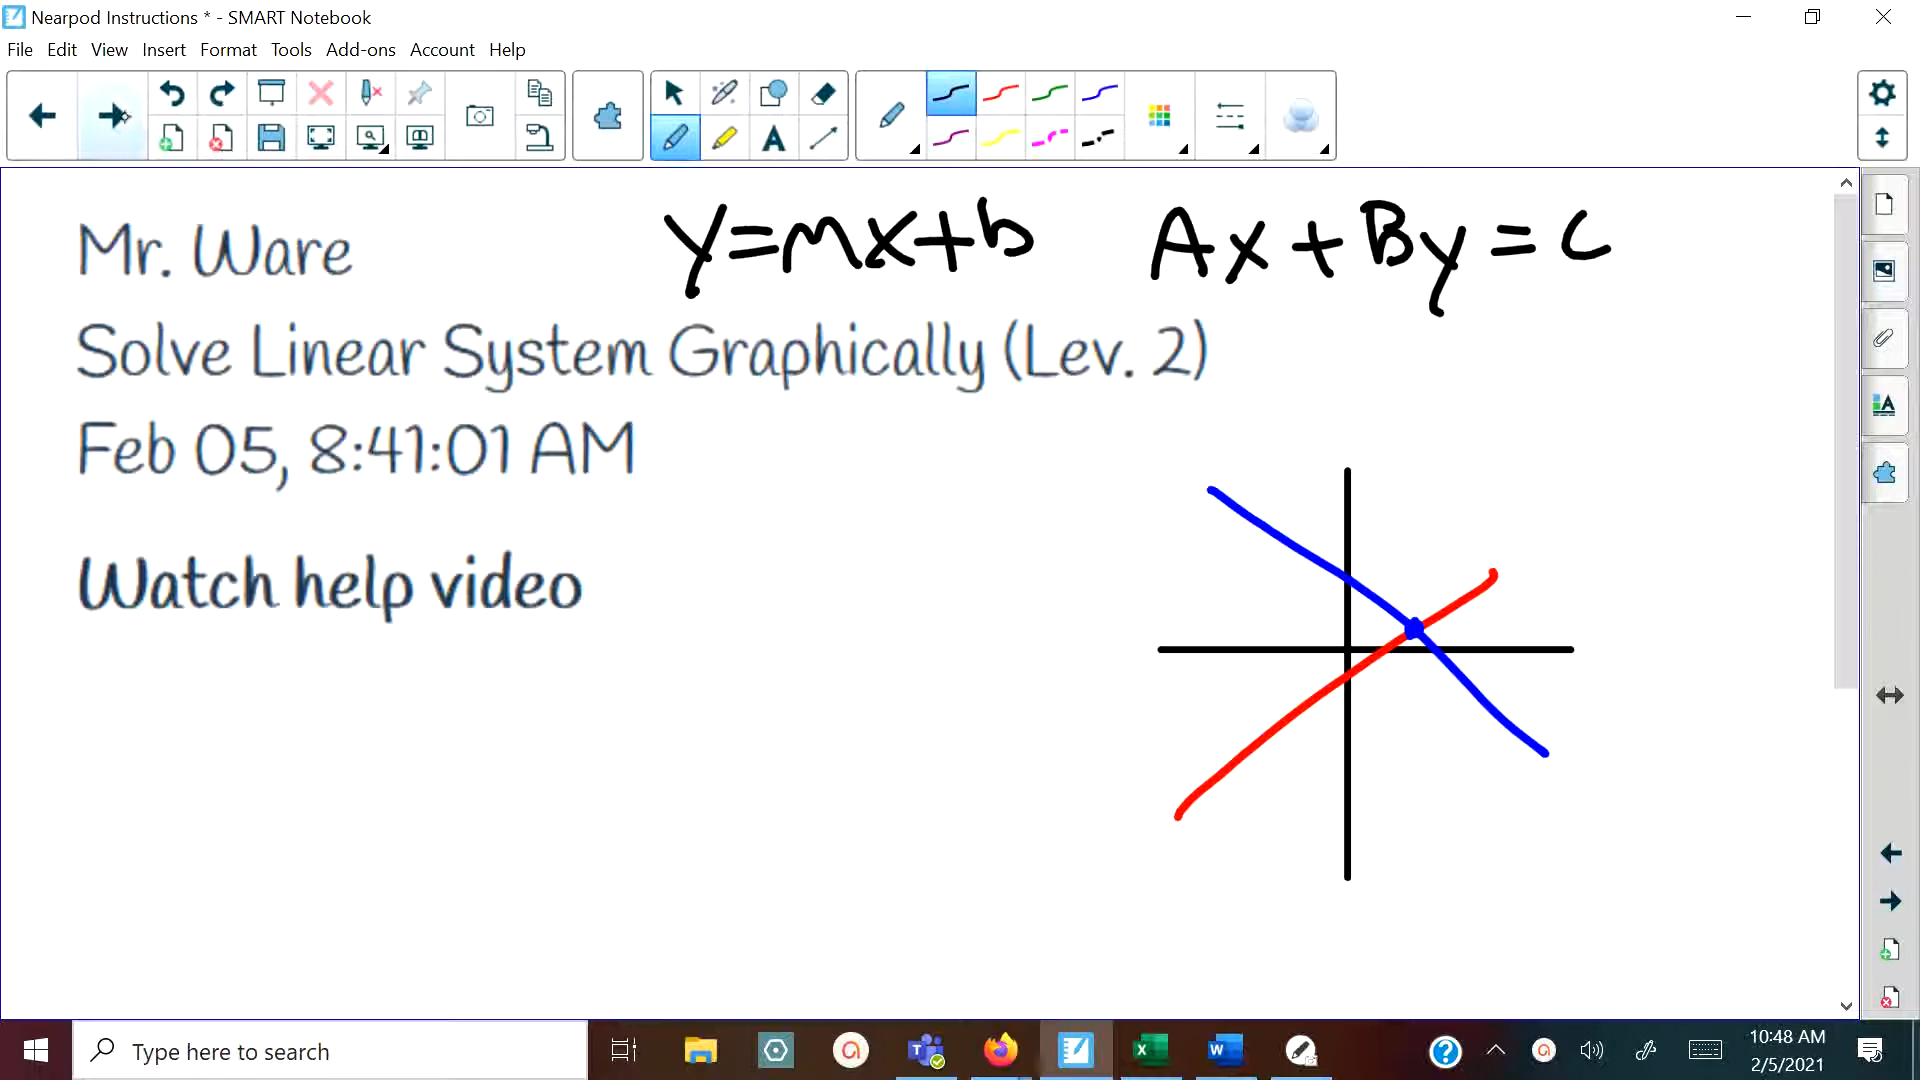 Nearpod Instructions * - SMART Notebook
File Edit View Insert Format Tools Add-ons Account Help
Mr. Ware
y=mx+b Ax+By=c
Solve Linear System Graphically (Lev. 2)
Feb 05, 8:41:01 AM
Watch help video
Type here to search
10:48 AM
2/5/2021